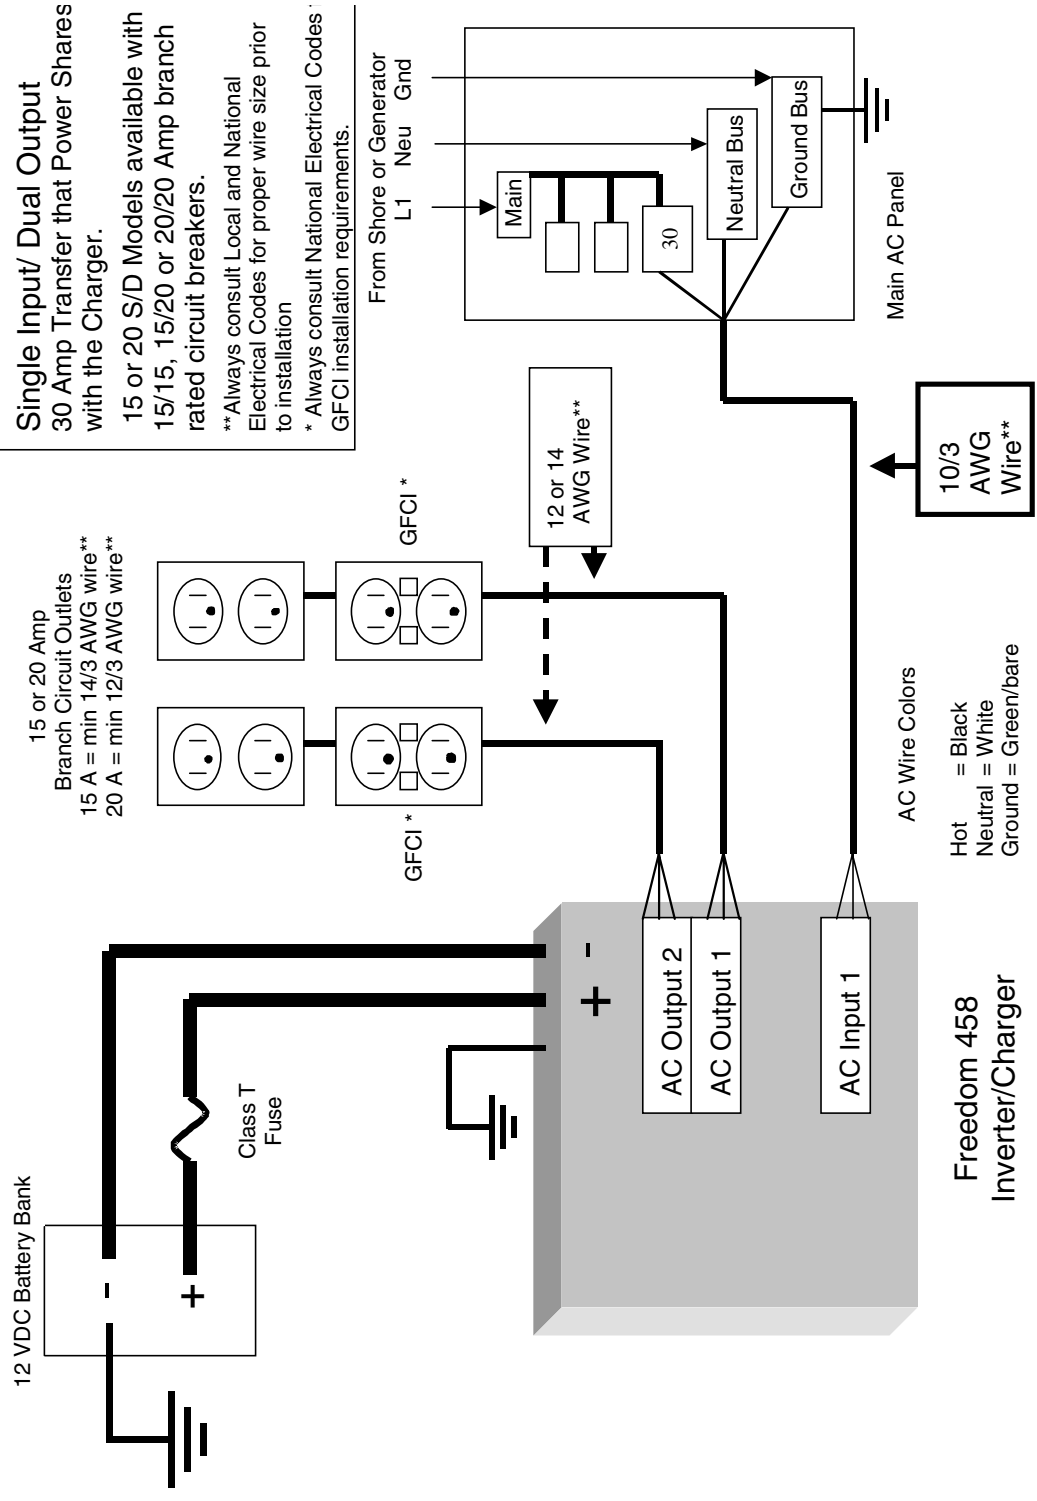 Single Input/ Dual Output
30 Amp Transfer that Power Shares
with the Charger.
15 or 20 S/D Models available with
15/15, 15/20 or 20/20 Amp branch
rated circuit breakers.
**Always consult Local and National
Electrical Codes for proper wire size prior
to installation
* Always consult National Electrical Codes
GFCI installation requirements.
From Shore or Generator
L1 Neu Gnd
Main
30
Neutral Bus
Ground Bus
Main AC Panel
15 or 20 Amp
Branch Circuit Outlets
15 A = min 14/3 AWG wire**
20 A = min 12/3 AWG wire**
GFCI *
GFCI *
12 or 14
AWG Wire**
10/3
AWG
Wire**
AC Wire Colors
Hot = Black
Neutral = White
Ground = Green/bare
12 VDC Battery Bank
-
+
Class T
Fuse
+ -
AC Output 2
AC Output 1
AC Input 1
Freedom 458
Inverter/Charger